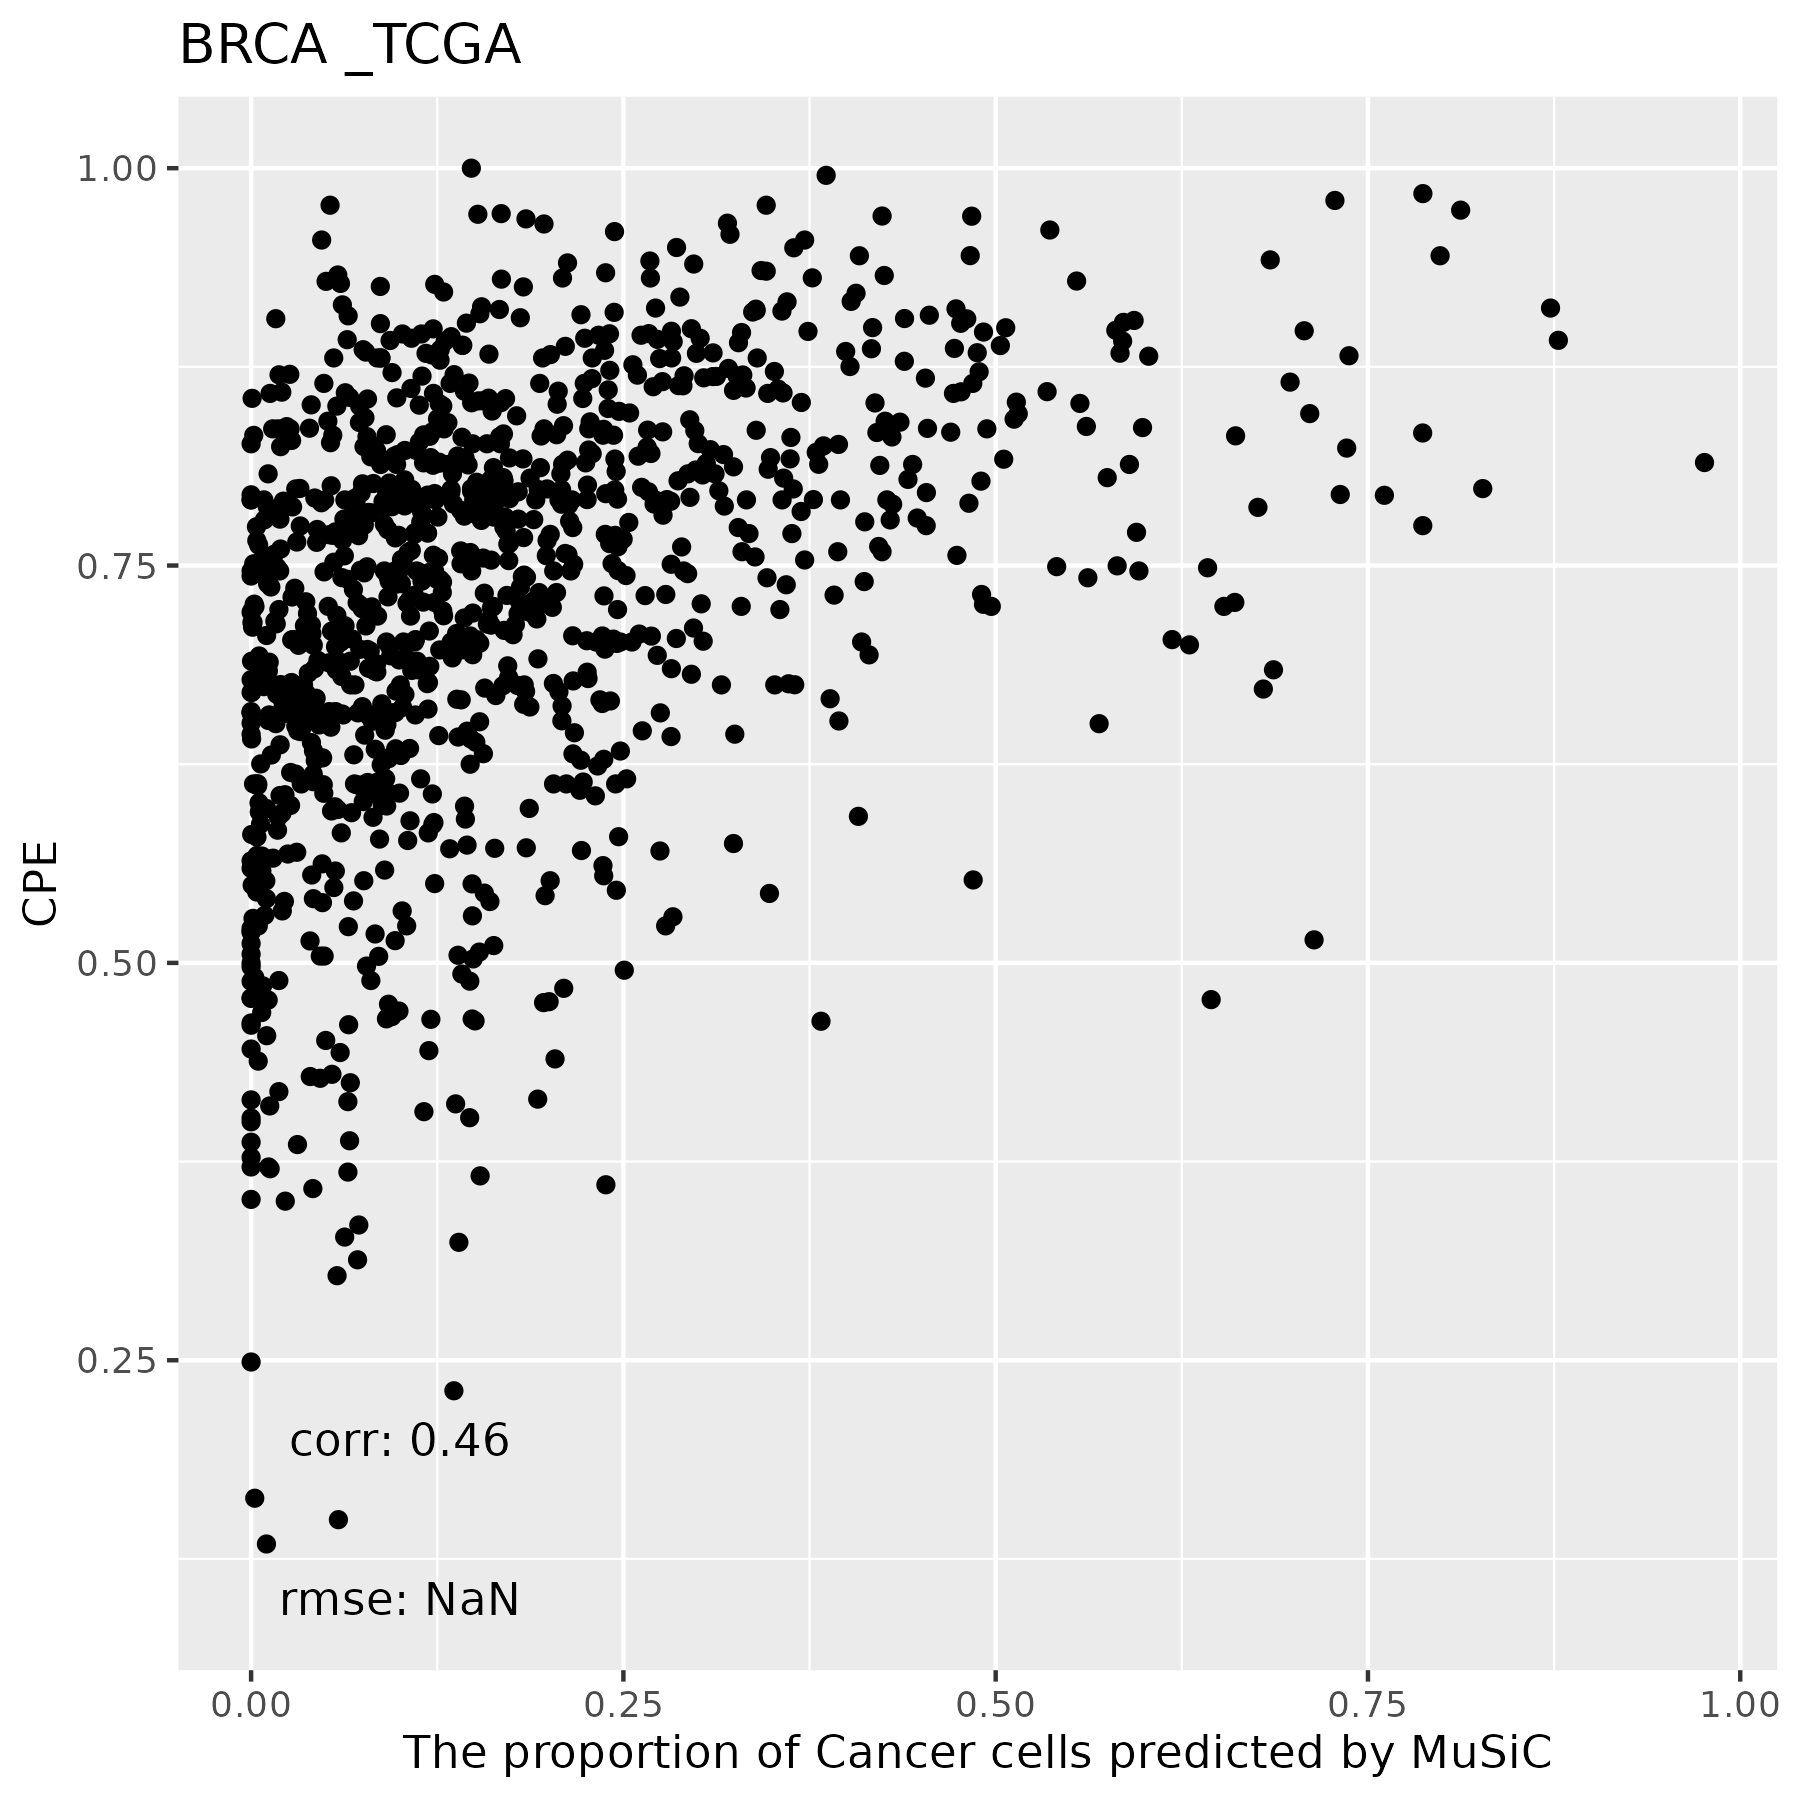 BRCA _TCGA
1.00
0.75
0.50
0.25
CPE
corr: 0.46
rmse: NaN
0.00 0.25 0.50 0.75 1.00
The proportion of Cancer cells predicted by MuSiC